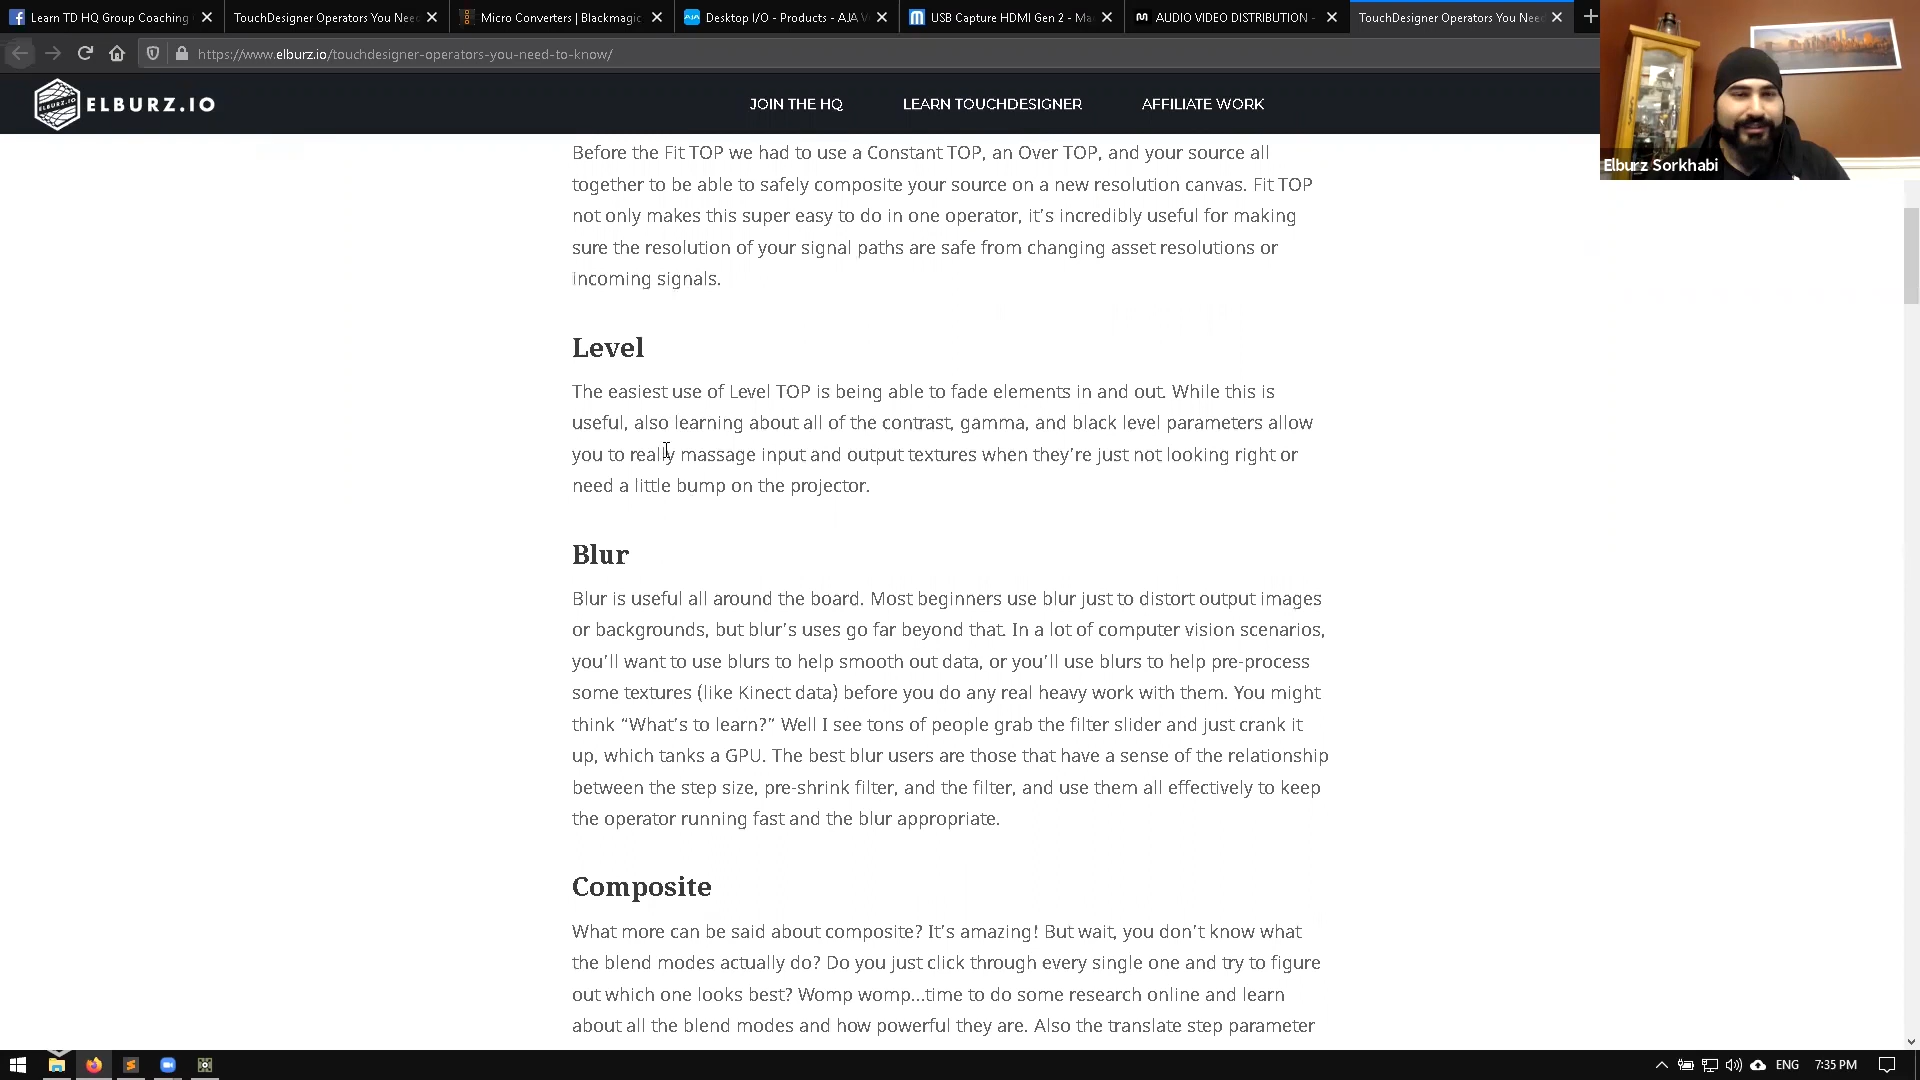 Learn TD HQ Group Coaching
TouchDesigner Operators You Nee
Micro Converters | Blackmagic
AJA
Desktop I/O - Products - AJA V
USB Capture HDMI Gen 2 - Ma
AUDIO VIDEO DISTRIBUTION -
TouchDesigner Operators You Nee
https://www.elburz.io/touchdesigner-operators-you-need-to-know/
ELBURZ.IO
JOIN THE HQ
LEARN TOUCHDESIGNER
AFFILIATE WORK
Elburz Sorkhabi
Before the Fit TOP we had to use a Constant TOP, an Over TOP, and your source all
together to be able to safely composite your source on a new resolution canvas. Fit TOP
not only makes this super easy to do in one operator, it’s incredibly useful for making
sure the resolution of your signal paths are safe from changing asset resolutions or
incoming signals.
Level
The easiest use of Level TOP is being able to fade elements in and out. While this is
useful, also learning about all of the contrast, gamma, and black level parameters allow
you to really massage input and output textures when they’re just not looking right or
need a little bump on the projector.
Blur
Blur is useful all around the board. Most beginners use blur just to distort output images
or backgrounds, but blur’s uses go far beyond that. In a lot of computer vision scenarios,
you’ll want to use blurs to help smooth out data, or you’ll use blurs to help pre-process
some textures (like Kinect data) before you do any real heavy work with them. You might
think “What’s to learn?” Well I see tons of people grab the filter slider and just crank it
up, which tanks a GPU. The best blur users are those that have a sense of the relationship
between the step size, pre-shrink filter, and the filter, and use them all effectively to keep
the operator running fast and the blur appropriate.
Composite
What more can be said about composite? It’s amazing! But wait, you don’t know what
the blend modes actually do? Do you just click through every single one and try to figure
out which one looks best? Womp womp…time to do some research online and learn
about all the blend modes and how powerful they are. Also the translate step parameter
ENG
7:35 PM